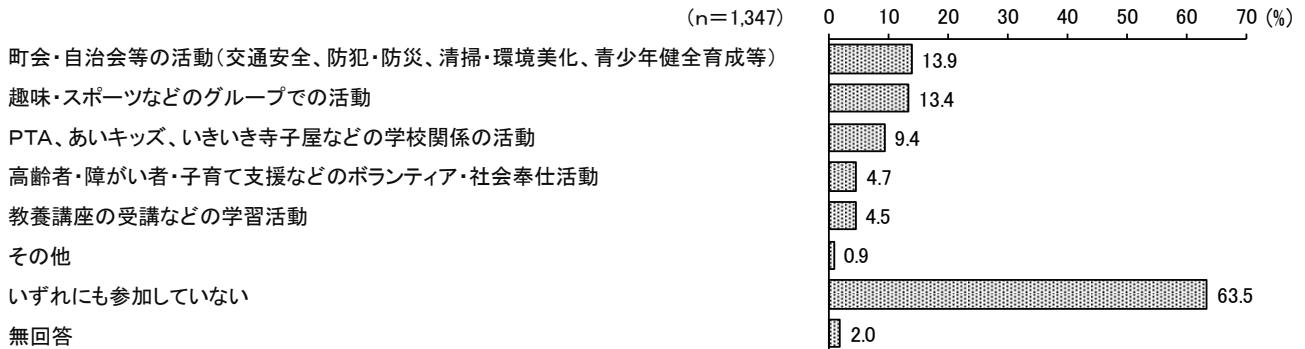 (n=1,347) 0 10 20 30 40 50 60 70 (%)
町会・自治会等の活動(交通安全、防犯・防災、清掃・環境美化、青少年健全育成等) 13.9
趣味・スポーツなどのグループでの活動 13.4
PTA、あいキッズ、いきいき寺子屋などの学校関係の活動 9.4
高齢者・障がい者・子育て支援などのボランティア・社会奉仕活動 4.7
教養講座の受講などの学習活動 4.5
その他 0.9
いずれにも参加していない 63.5
無回答 2.0